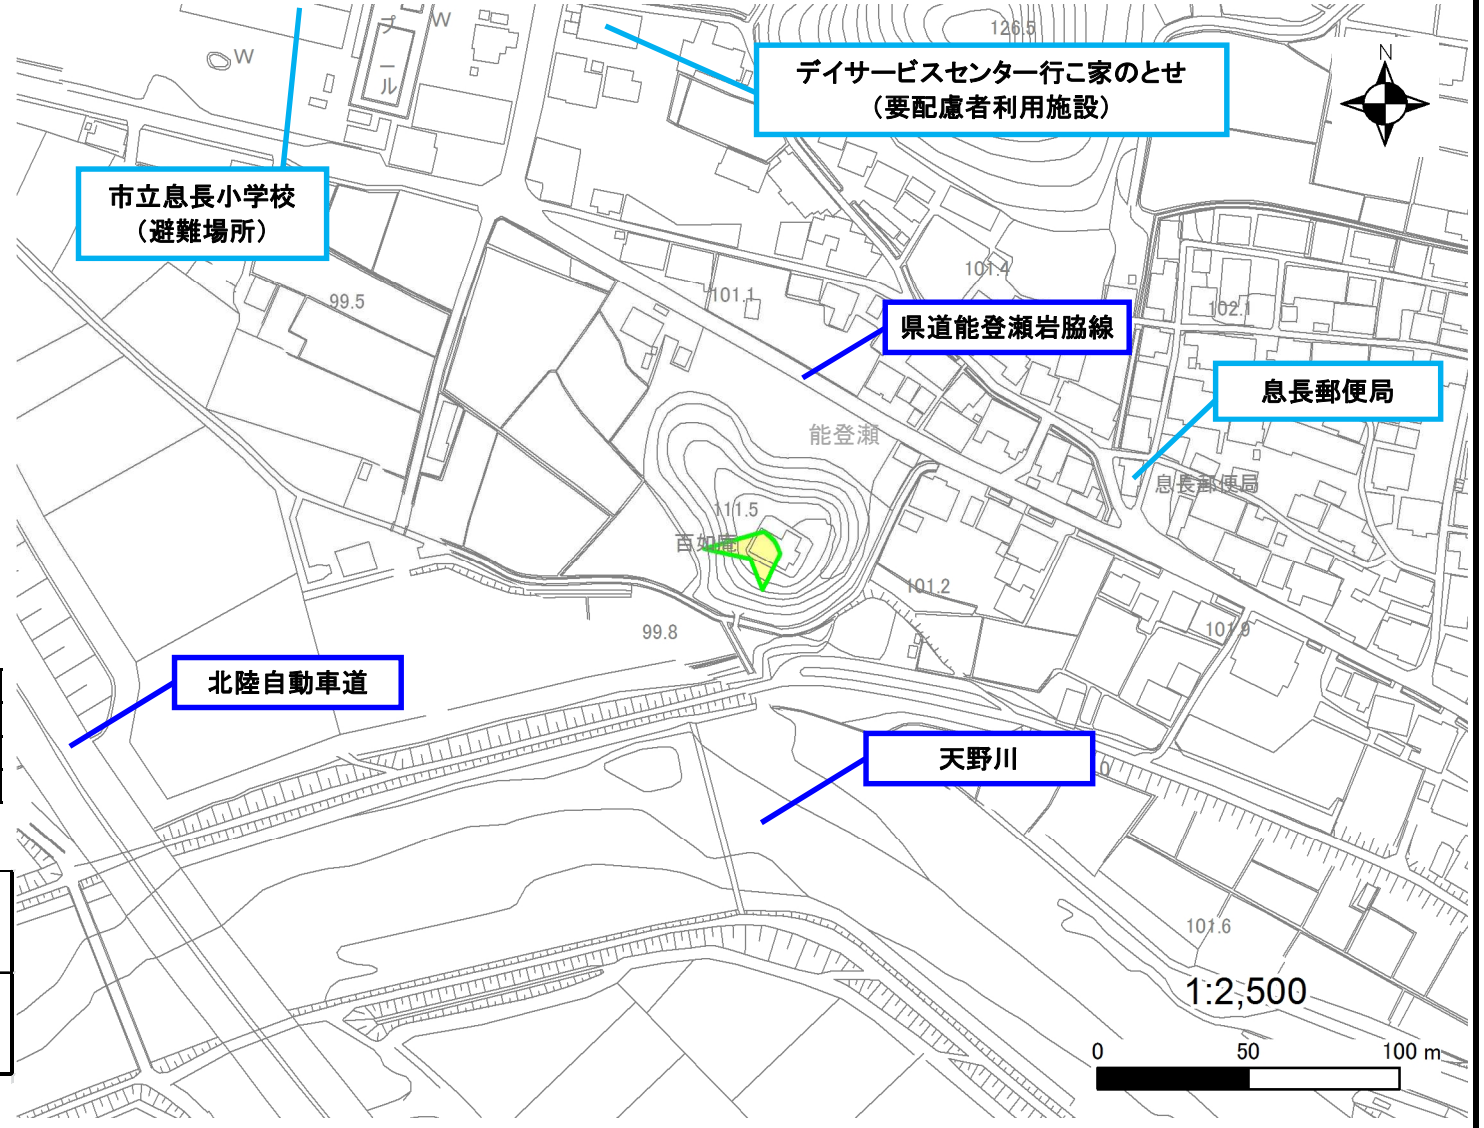 プール
W
W
126.5
N
デイサービスセンター行こ家のとせ
（要配慮者利用施設）
市立息長小学校
（避難場所）
99.5
101.1
101.4
102.1
県道能登瀬岩脇線
息長郵便局
能登瀬
息長郵便局
111.5
百如庵
101.2
99.8
101.9
北陸自動車道
天野川
101.6
1:2,500
0
50
100 m